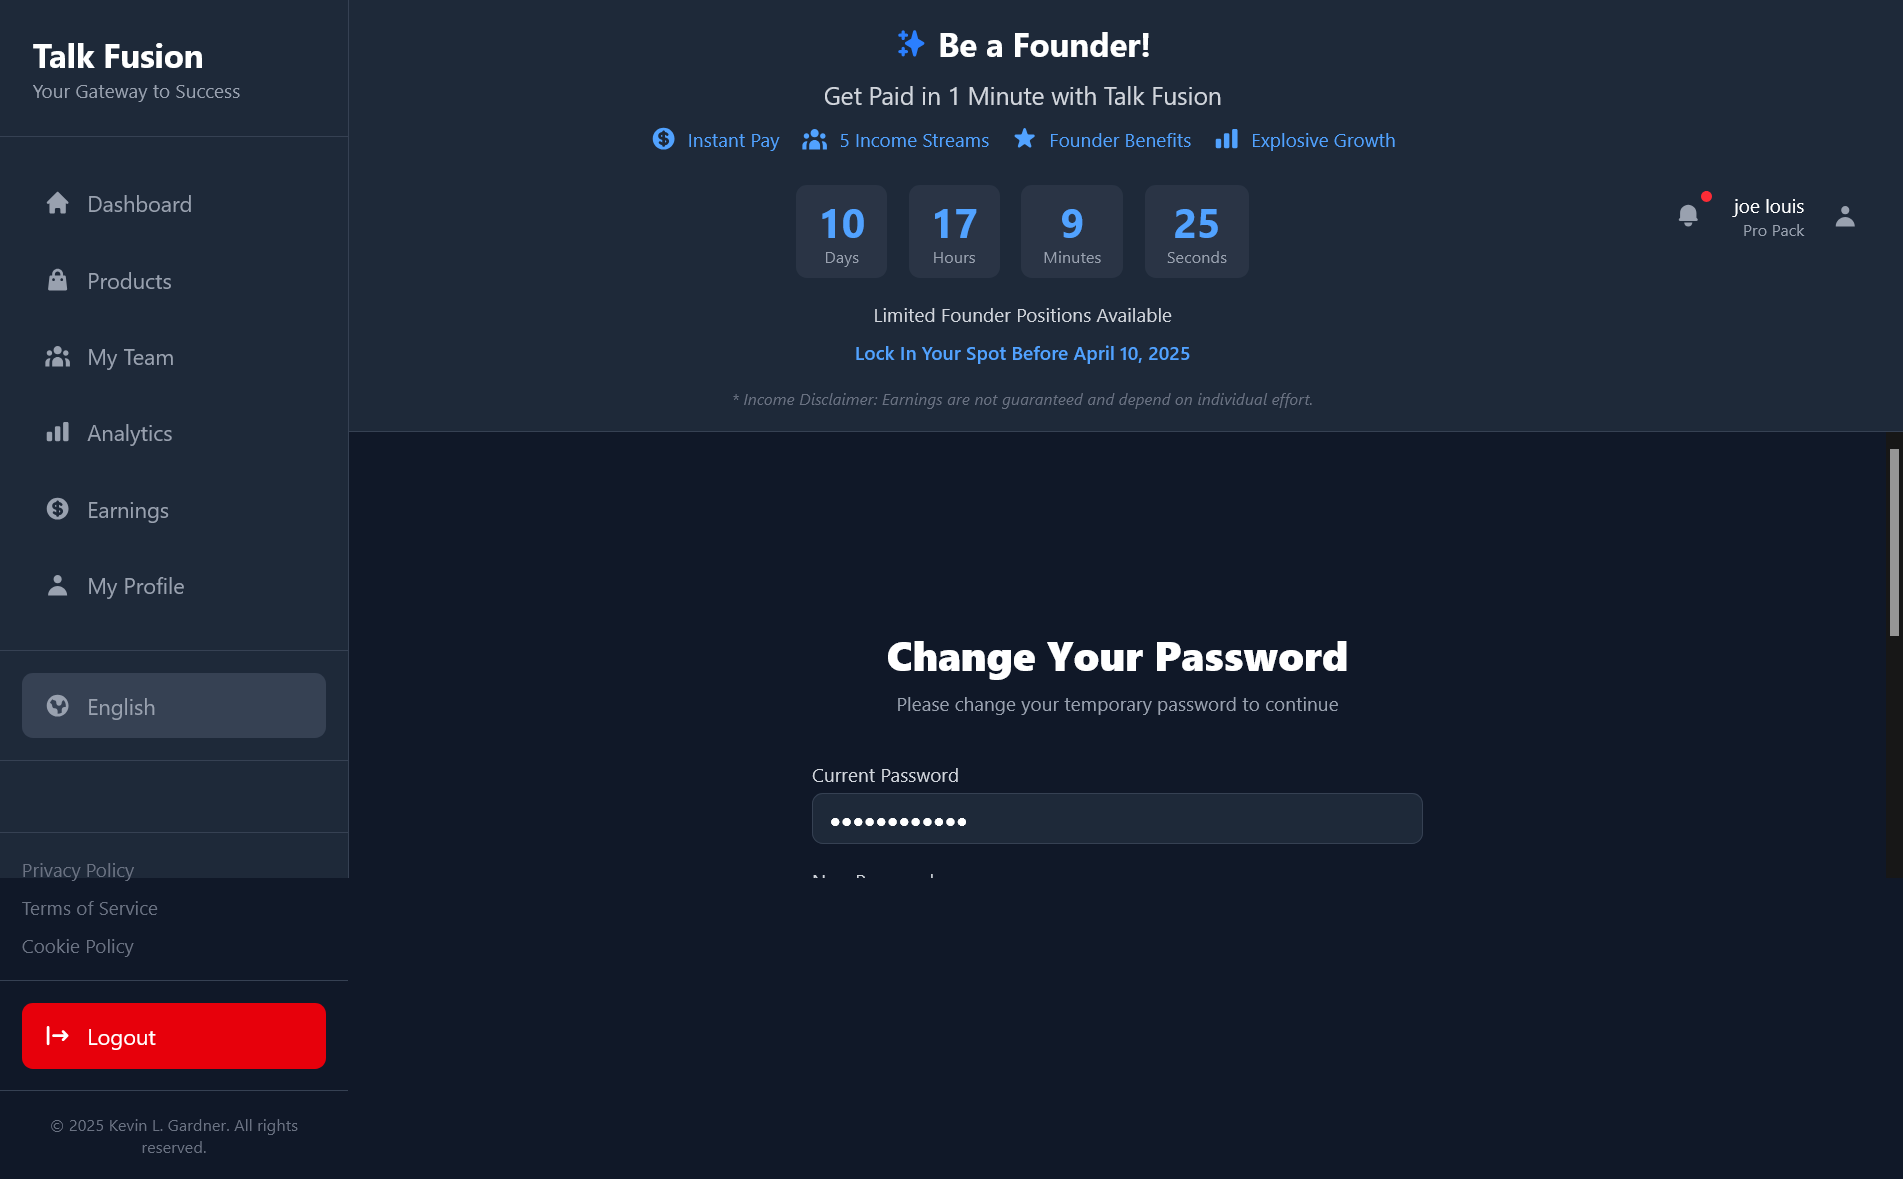 Talk Fusion
Your Gateway to Success
Dashboard
Products
My Team
Analytics
Earnings
My Profile
English
Privacy Policy
Terms of Service
Cookie Policy
Logout
© 2025 Kevin L. Gardner. All rights
reserved.
Be a Founder!
Get Paid in 1 Minute with Talk Fusion
Instant Pay 5 Income Streams Founder Benefits Explosive Growth
10 17 9 25
Days Hours Minutes Seconds
Limited Founder Positions Available
Lock In Your Spot Before April 10, 2025
* Income Disclaimer: Earnings are not guaranteed and depend on individual effort.
joe louis
Pro Pack
Change Your Password
Please change your temporary password to continue
Current Password